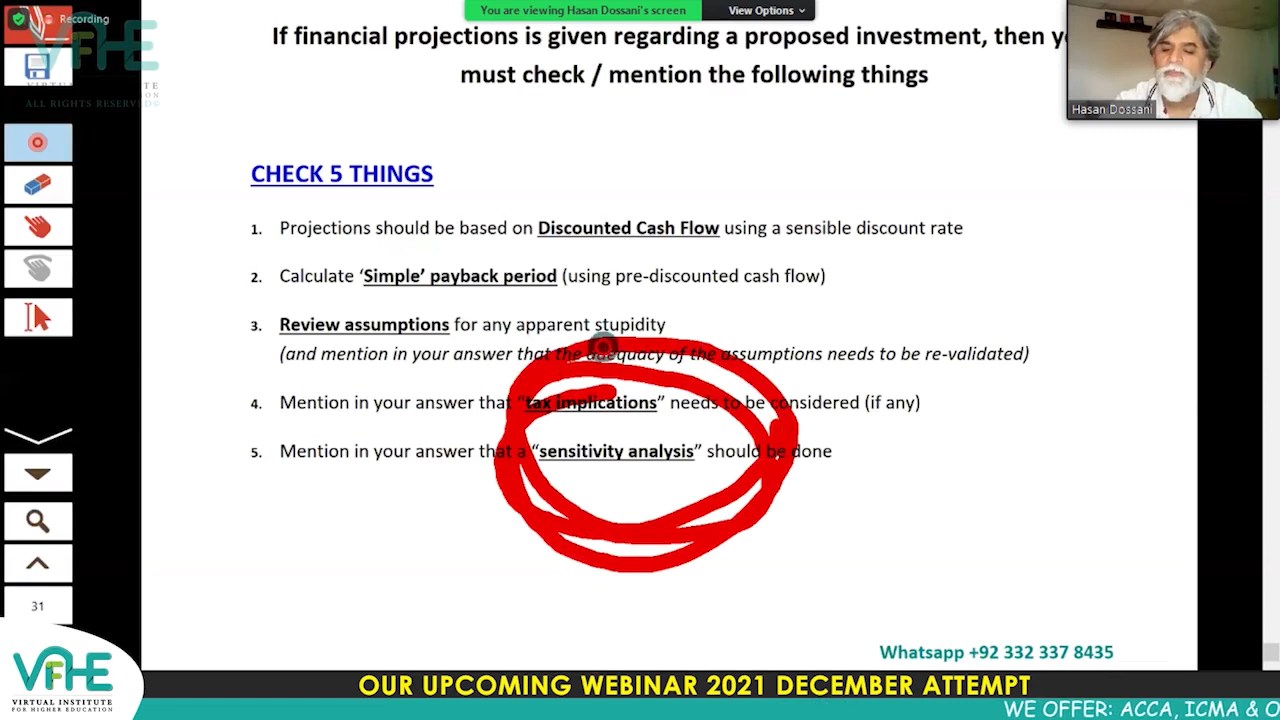 Recording
You are viewing Hasan Dossani's screen
View Options
VFHE
ALL RIGHTS RESERVED
If financial projections is given regarding a proposed investment, then
must check / mention the following things
Hasan Dossani
CHECK 5 THINGS
1. Projections should be based on Discounted Cash Flow using a sensible discount rate
2. Calculate ‘Simple’ payback period (using pre-discounted cash flow)
3. Review assumptions for any apparent stupidity
(and mention in your answer that the adequacy of the assumptions needs to be re-validated)
4. Mention in your answer that “tax implications” needs to be considered (if any)
5. Mention in your answer that a “sensitivity analysis” should be done
31
Whatsapp +92 332 337 8435
VFHE
VIRTUAL INSTITUTE
FOR HIGHER EDUCATION
OUR UPCOMING WEBINAR 2021 DECEMBER ATTEMPT
WE OFFER: ACCA, ICMA & O